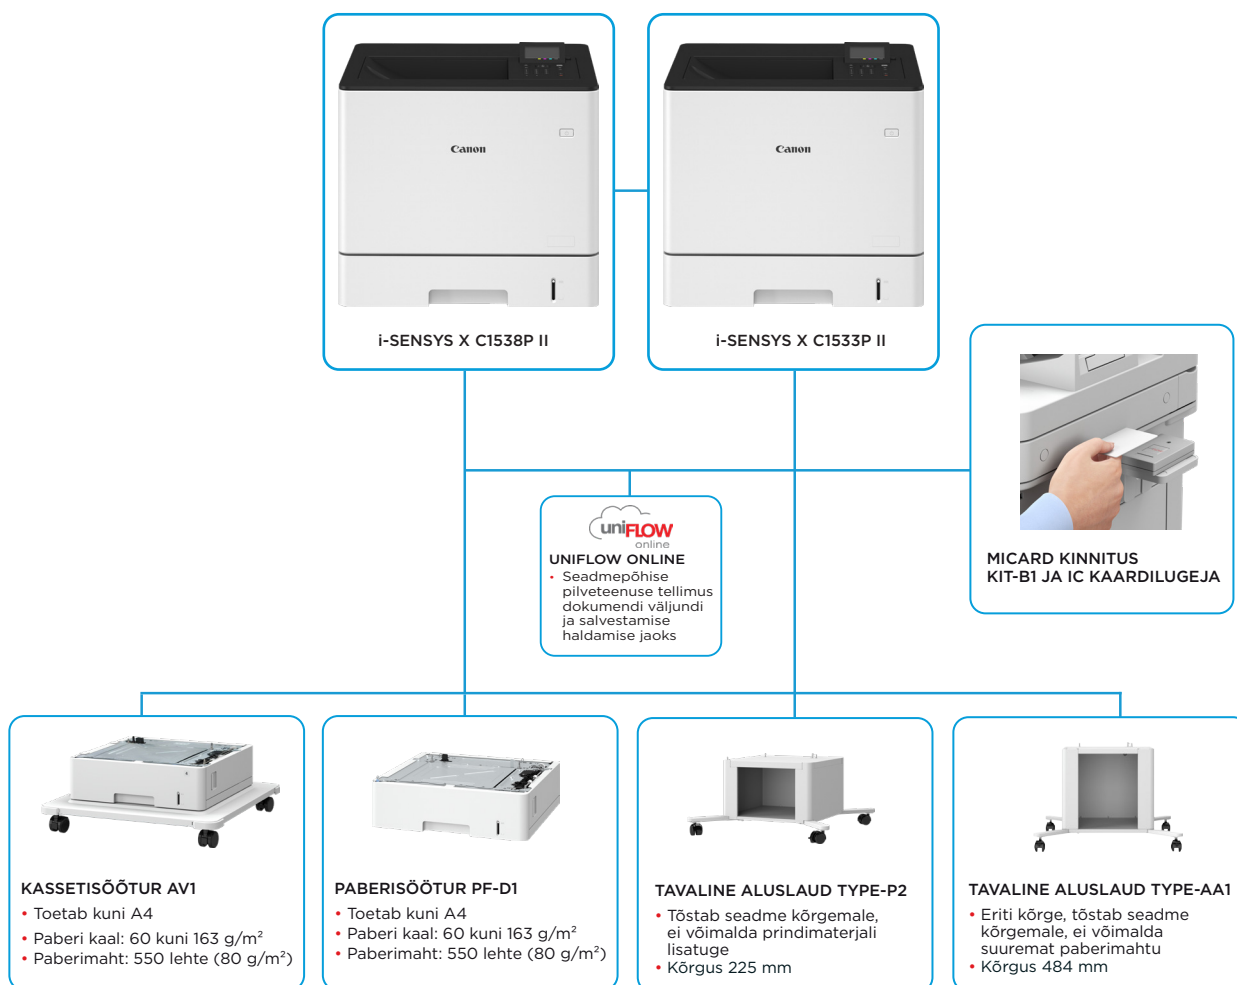 Canon
Canon
i-SENSYS X C1538P II
i-SENSYS X C1533P II
MICARD KINNITUS
KIT-B1 JA IC KAARDILUGEJA
uniFLOW
online
UNIFLOW ONLINE
• Seadmepõhise
pilveteenuse tellimus
dokumendi väljundi
ja salvestamise
haldamise jaoks
KASSETISÕÕTUR AV1
• Toetab kuni A4
• Paberi kaal: 60 kuni 163 g/m²
• Paberimaht: 550 lehte (80 g/m²)
PABERISÖÖTUR PF-D1
• Toetab kuni A4
• Paberi kaal: 60 kuni 163 g/m²
• Paberimaht: 550 lehte (80 g/m²)
TAVALINE ALUSLAUD TYPE-P2
• Tõstab seadme kõrgemale,
ei võimalda prindimaterjali
lisatuge
• Kõrgus 225 mm
TAVALINE ALUSLAUD TYPE-AA1
• Eriti kõrge, tõstab seadme
kõrgemale, ei võimalda
suuremat paberimahtu
• Kõrgus 484 mm